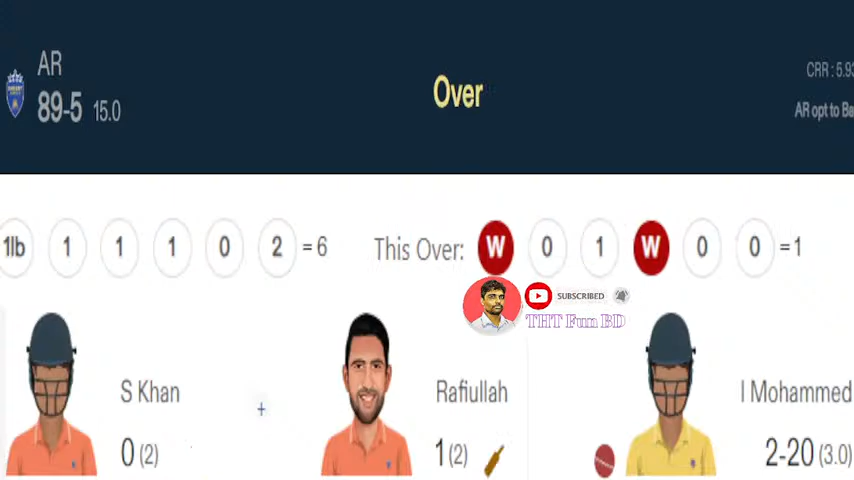 AR
89-5 15.0
Over
CRR : 5.93
AR opt to Ba
1lb 1 1 1 0 2 = 6
This Over: W 0 1 W 0 0 = 1
SUBSCRIBED
THT Fun BD
S Khan
0 (2)
Rafiullah
1 (2)
I Mohammed
2-20 (3.0)